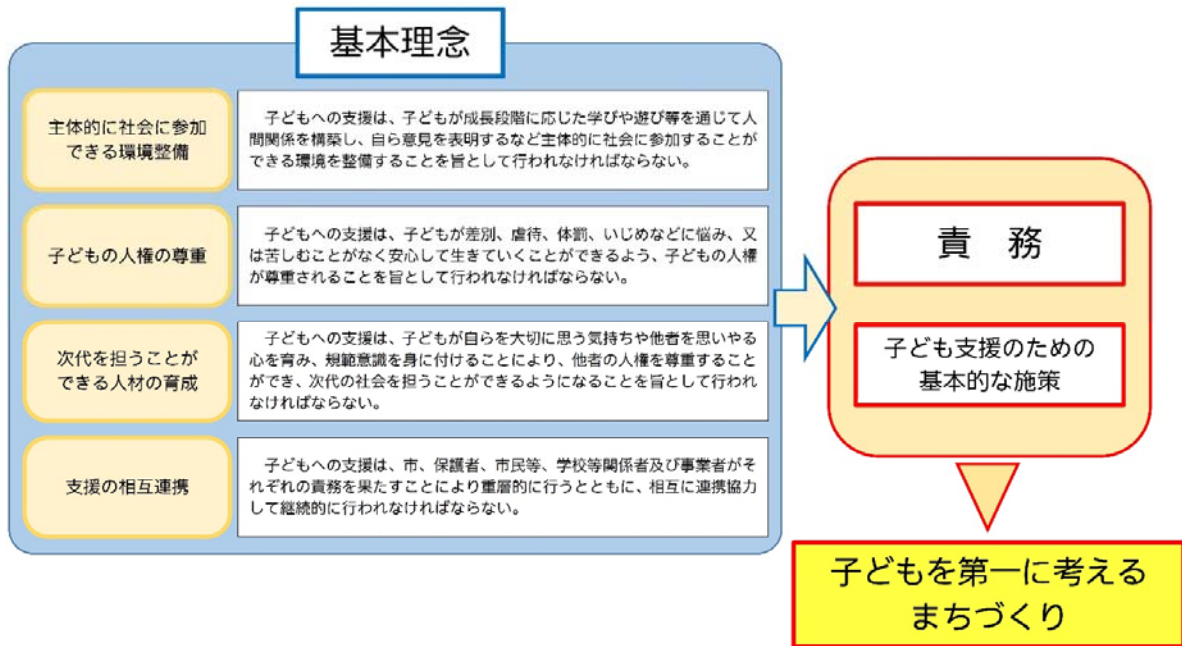 基本理念
主体的に社会に参加
できる環境整備
子どもへの支援は、子どもが成長段階に応じた学びや遊び等を通じて人
間関係を構築し、自ら意見を表明するなど主体的に社会に参加することが
できる環境を整備することを旨として行われなければならない。
子どもの人権の尊重
子どもへの支援は、子どもが差別、虐待、体罰、いじめなどに悩み、又
は苦しむことがなく安心して生きていくことができるよう、子どもの人権
が尊重されることを旨として行われなければならない。
次代を担うことが
できる人材の育成
子どもへの支援は、子どもが自らを大切に思う気持ちや他者を思いやる
心を育み、規範意識を身に付けることにより、他者の人権を尊重すること
ができ、次代の社会を担うことができるようになることを旨として行われ
なければならない。
支援の相互連携
子どもへの支援は、市、保護者、市民等、学校等関係者及び事業者がそ
れぞれの責務を果たすことにより重層的に行うとともに、相互に連携協力
して継続的に行われなければならない。
責 務
子ども支援のための
基本的な施策
子どもを第一に考える
まちづくり